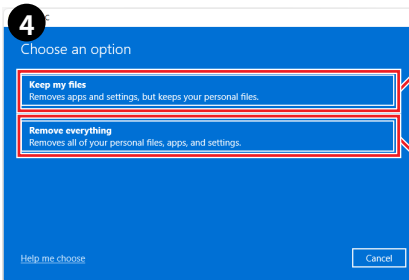 4
Choose an option
Keep my files
Removes apps and settings, but keeps your personal files.
Remove everything
Removes all of your personal files, apps, and settings.
Help me choose
Cancel